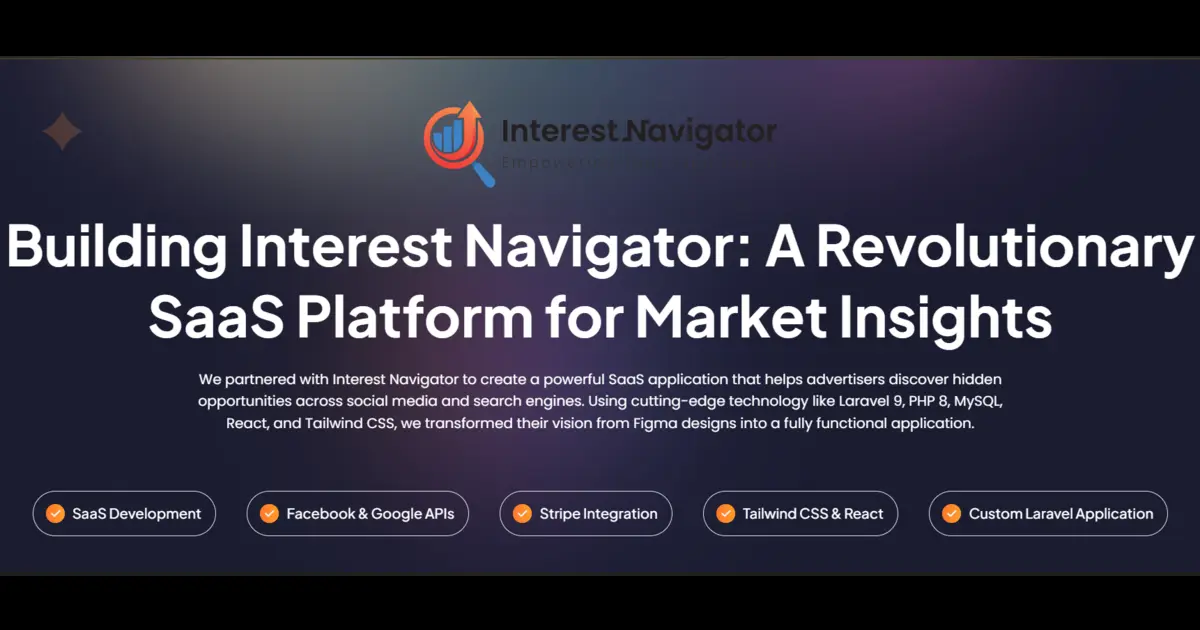 Interest Navigator
Building Interest Navigator: A Revolutionary
SaaS Platform for Market Insights
We partnered with Interest Navigator to create a powerful SaaS application that helps advertisers discover hidden
opportunities across social media and search engines. Using cutting-edge technology like Laravel 9, PHP 8, MySQL,
React, and Tailwind CSS, we transformed their vision from Figma designs into a fully functional application.
SaaS Development
Facebook & Google APIs
Stripe Integration
Tailwind CSS & React
Custom Laravel Application